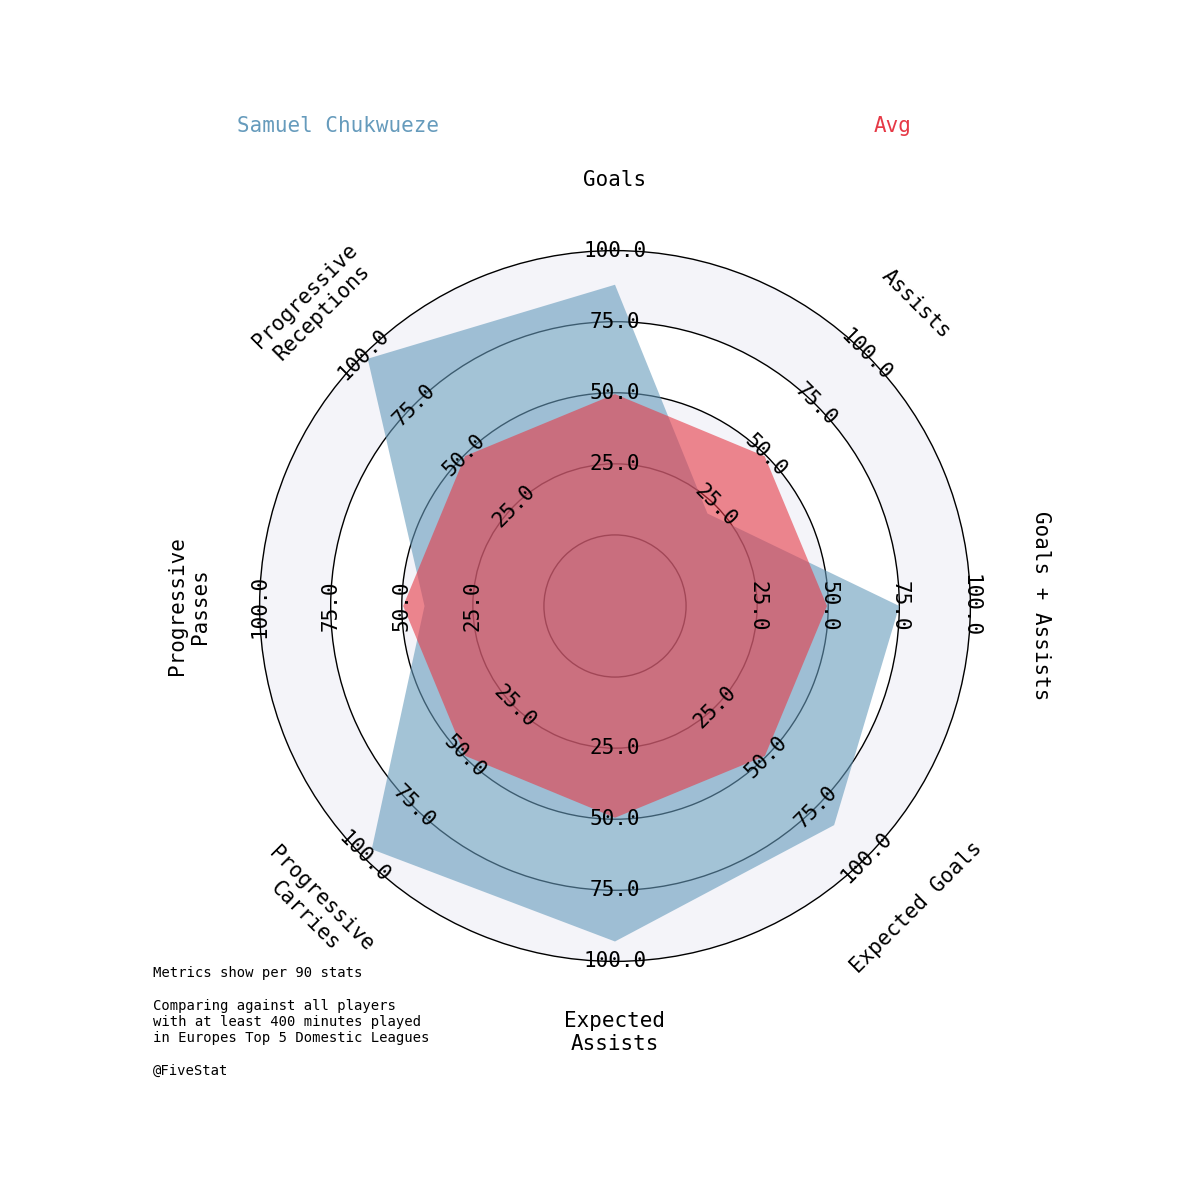 Samuel Chukwueze
Avg
Goals
Assists
Goals + Assists
Expected Goals
Expected
Assists
Progressive
Carries
Progressive
Passes
Progressive
Receptions
25.0
50.0
75.0
100.0
25.0
50.0
75.0
100.0
25.0
50.0
75.0
100.0
25.0
50.0
75.0
100.0
25.0
50.0
75.0
100.0
25.0
50.0
75.0
100.0
25.0
50.0
75.0
100.0
25.0
50.0
75.0
100.0
Metrics show per 90 stats
Comparing against all players
with at least 400 minutes played
in Europes Top 5 Domestic Leagues
@FiveStat